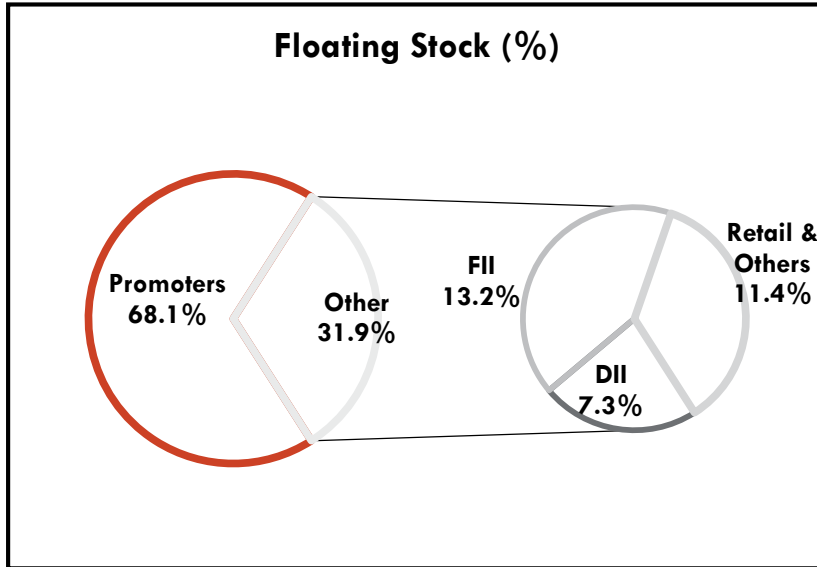 Floating Stock (%)
Promoters
68.1%
Other
31.9%
FII
13.2%
DII
7.3%
Retail &
Others
11.4%